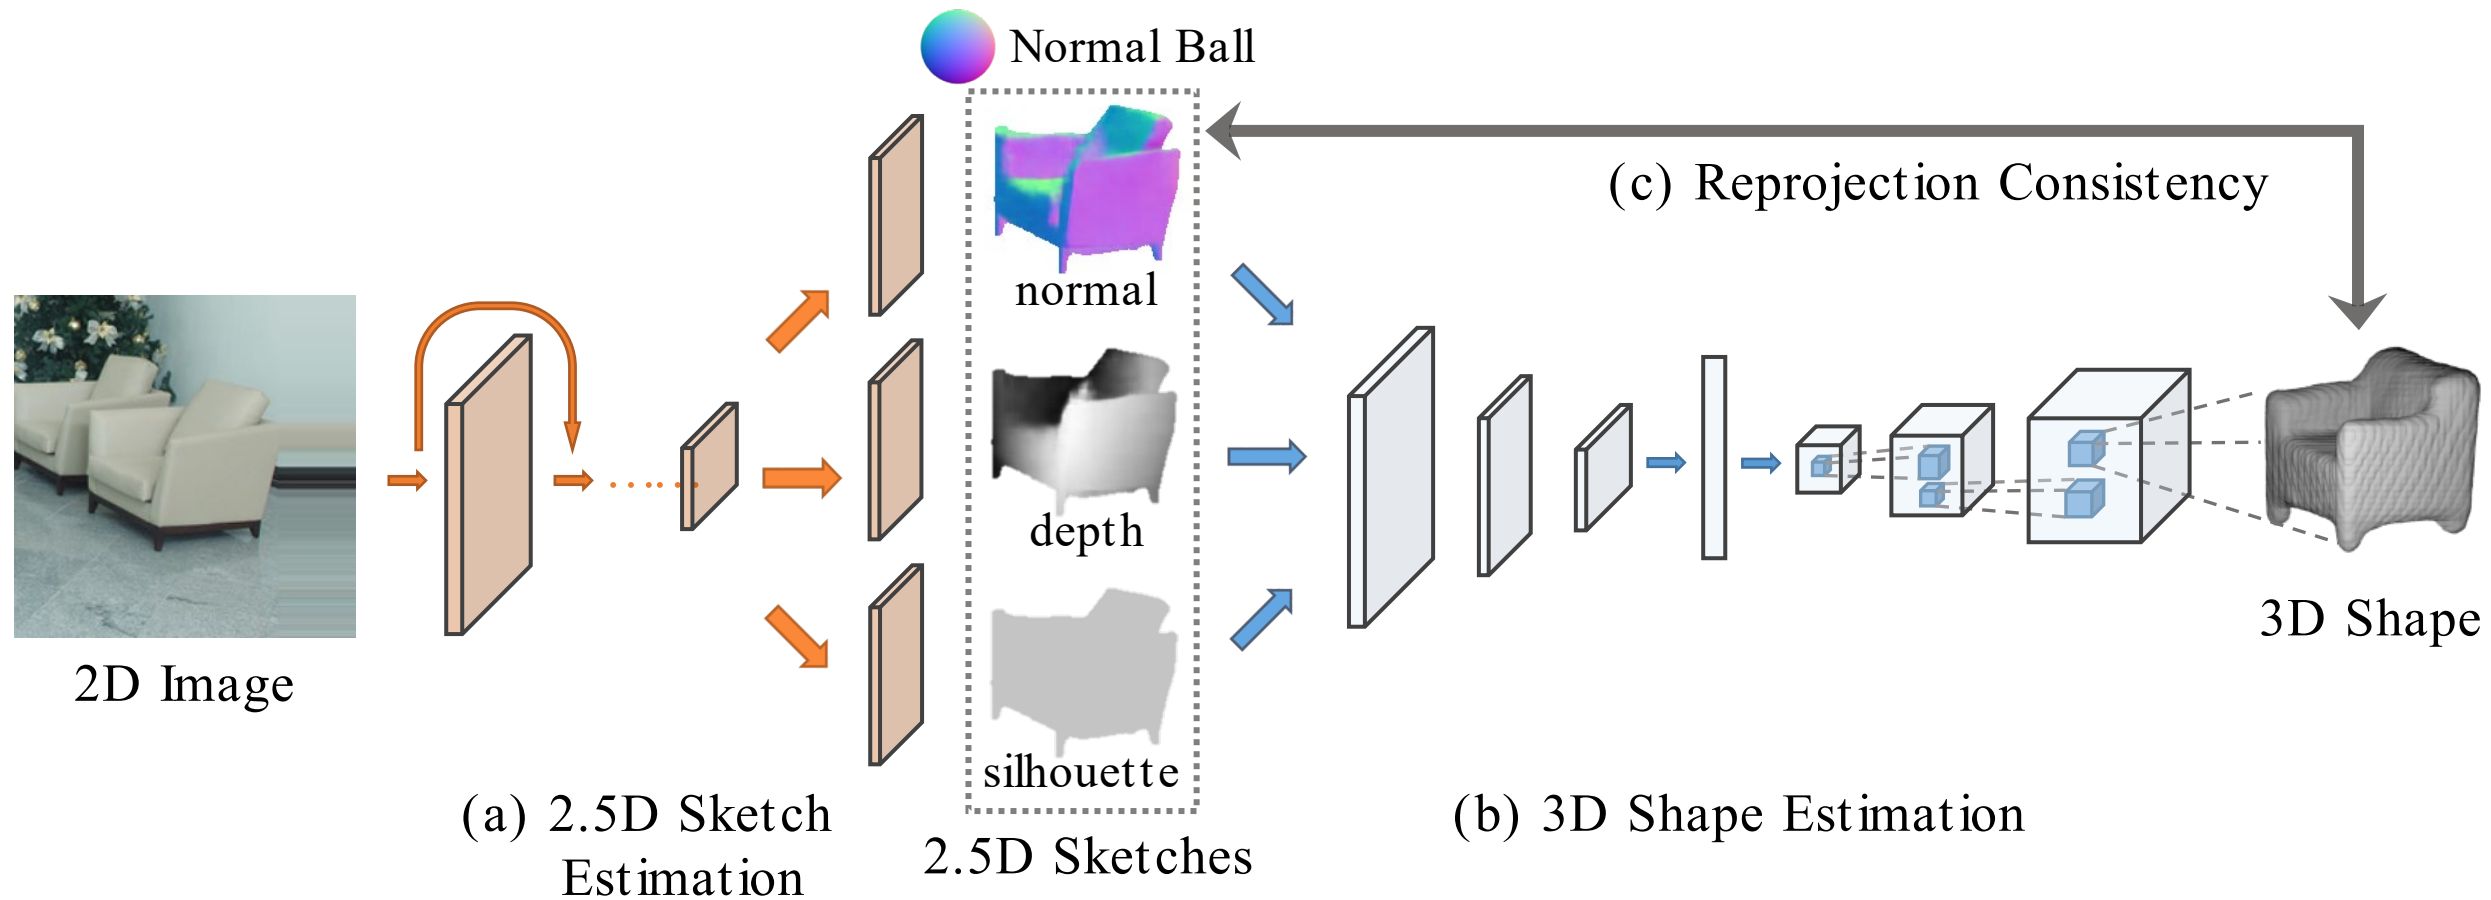 Normal Ball
normal
(c) Reprojection Consistency
depth
2D Image
3D Shape
silhouette
(a) 2.5D Sketch
Estimation
2.5D Sketches
(b) 3D Shape Estimation